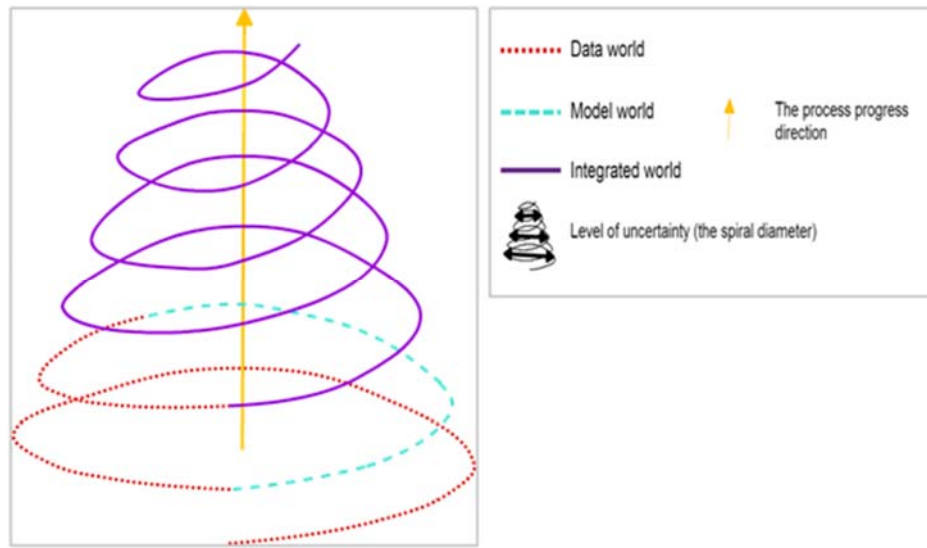 Data world
Model world
The process progress
direction
Integrated world
Level of uncertainty (the spiral diameter)